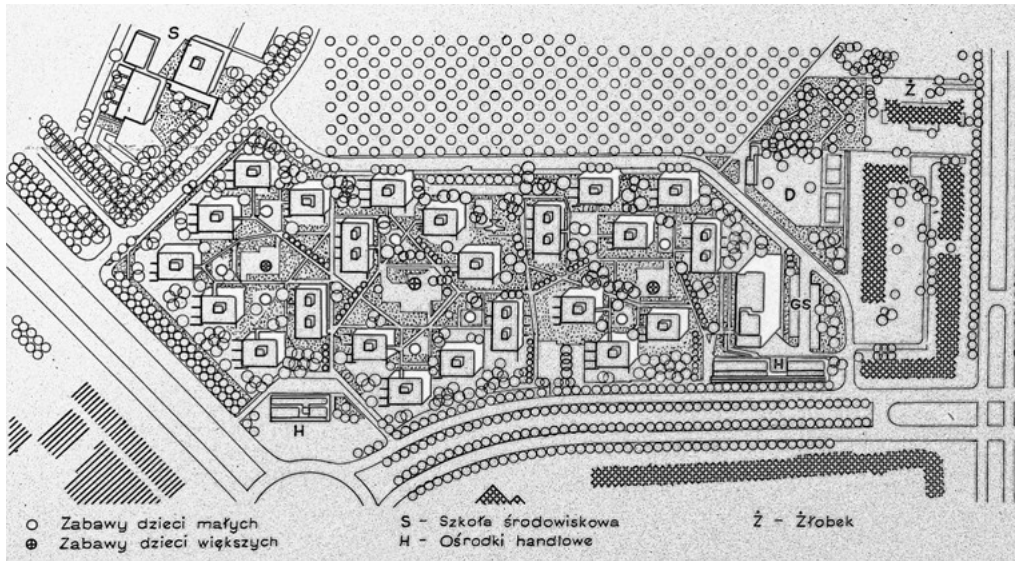 S
Ż
D
GS
H
H
o Zabawy dzieci małych
⊕ Zabawy dzieci większych
S - Szkoła środowiskowa
H - Ośrodki handlowe
Ż - Żłobek